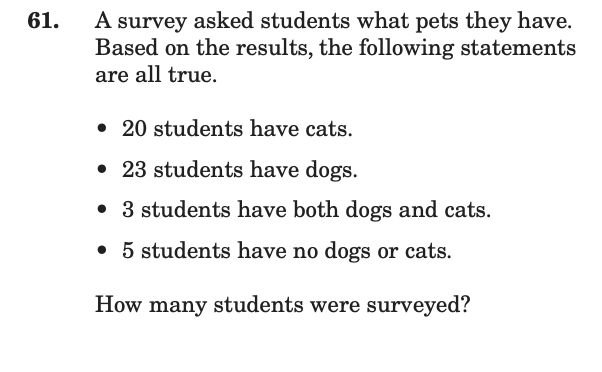 61. A survey asked students what pets they have.
Based on the results, the following statements
are all true.
• 20 students have cats.
• 23 students have dogs.
• 3 students have both dogs and cats.
• 5 students have no dogs or cats.
How many students were surveyed?